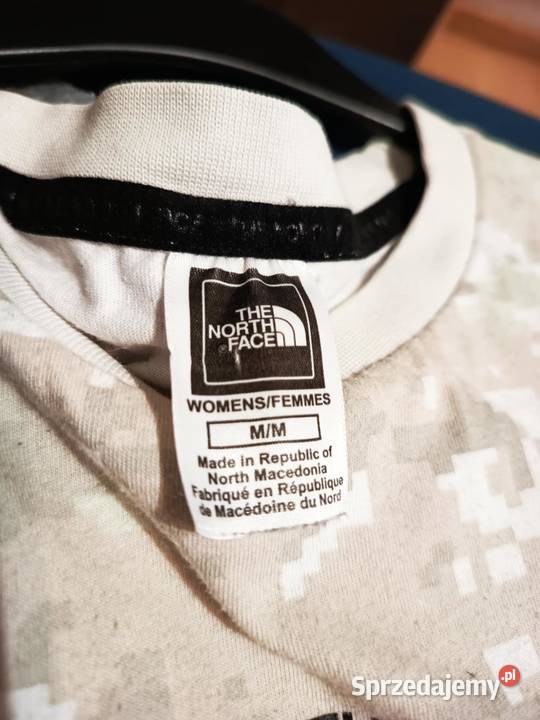 THE
NORTH
FACE
WOMENS/FEMMES
M/M
Made in Republic of
North Macedonia
Fabriqué en République
de Macédoine du Nord
Sprzedajemy.pl